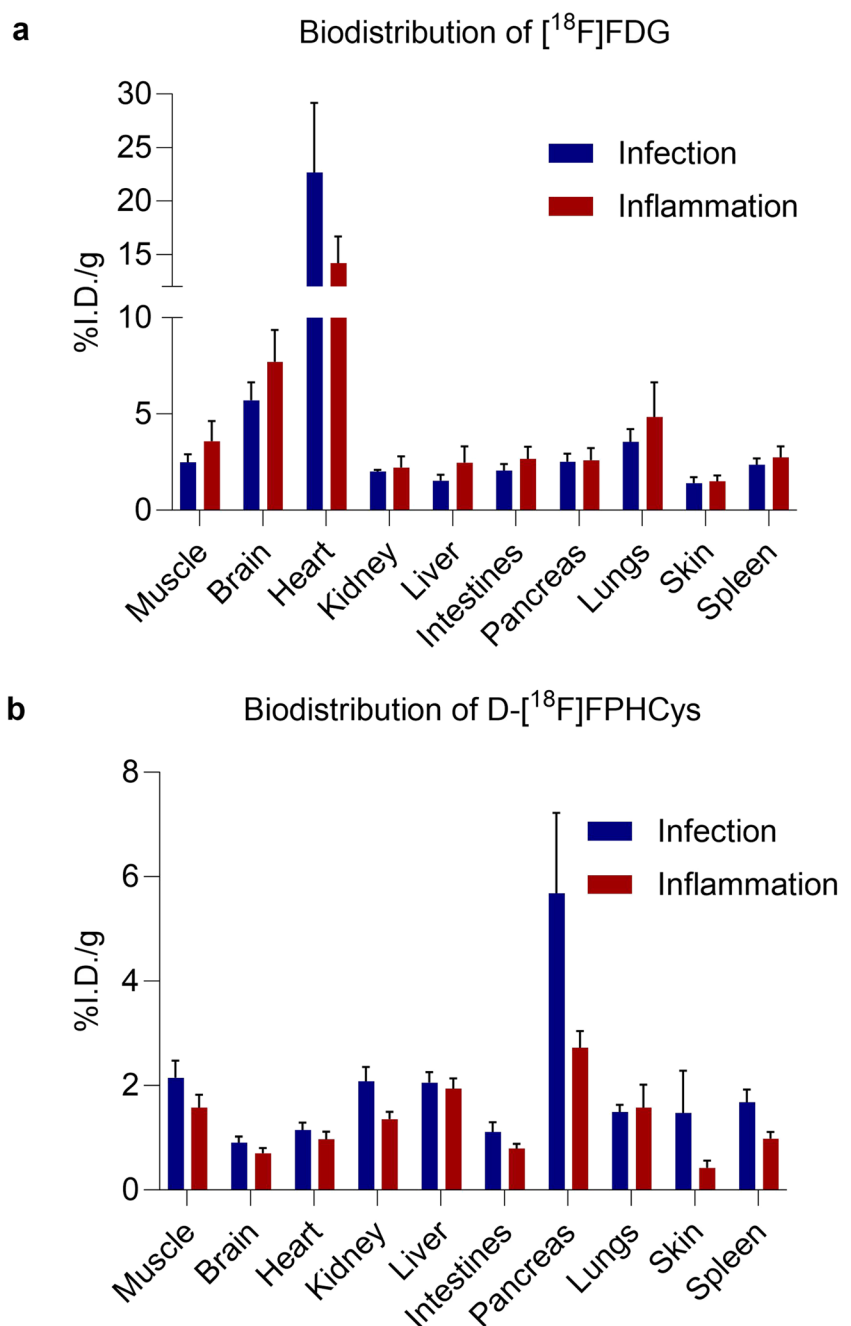 a
Biodistribution of [¹⁸F]FDG
30
25
20
15
10
5
0
%I.D./g
Infection
Inflammation
Muscle
Brain
Heart
Kidney
Liver
Intestines
Pancreas
Lungs
Skin
Spleen
b
Biodistribution of D-[¹⁸F]FPHCys
8
6
4
2
0
%I.D./g
Infection
Inflammation
Muscle
Brain
Heart
Kidney
Liver
Intestines
Pancreas
Lungs
Skin
Spleen